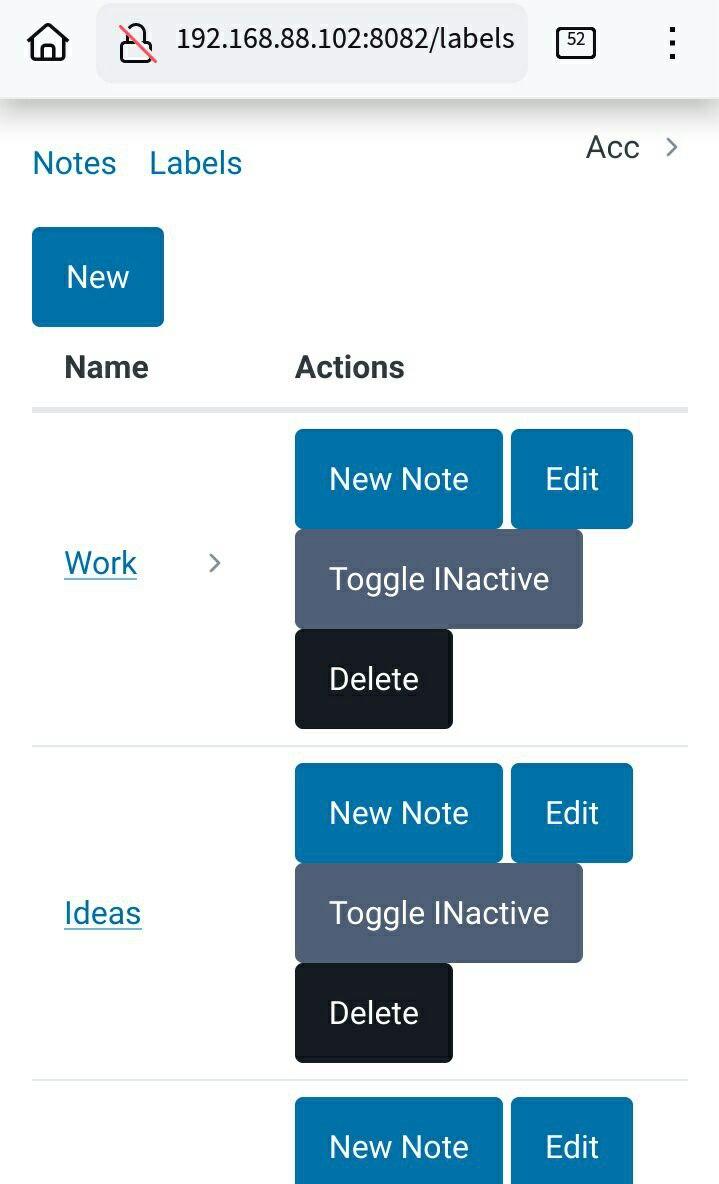 192.168.88.102:8082/labels 52
Notes Labels Acc
New
Name Actions
New Note Edit
Work
Toggle INactive
Delete
New Note Edit
Ideas
Toggle INactive
Delete
New Note Edit